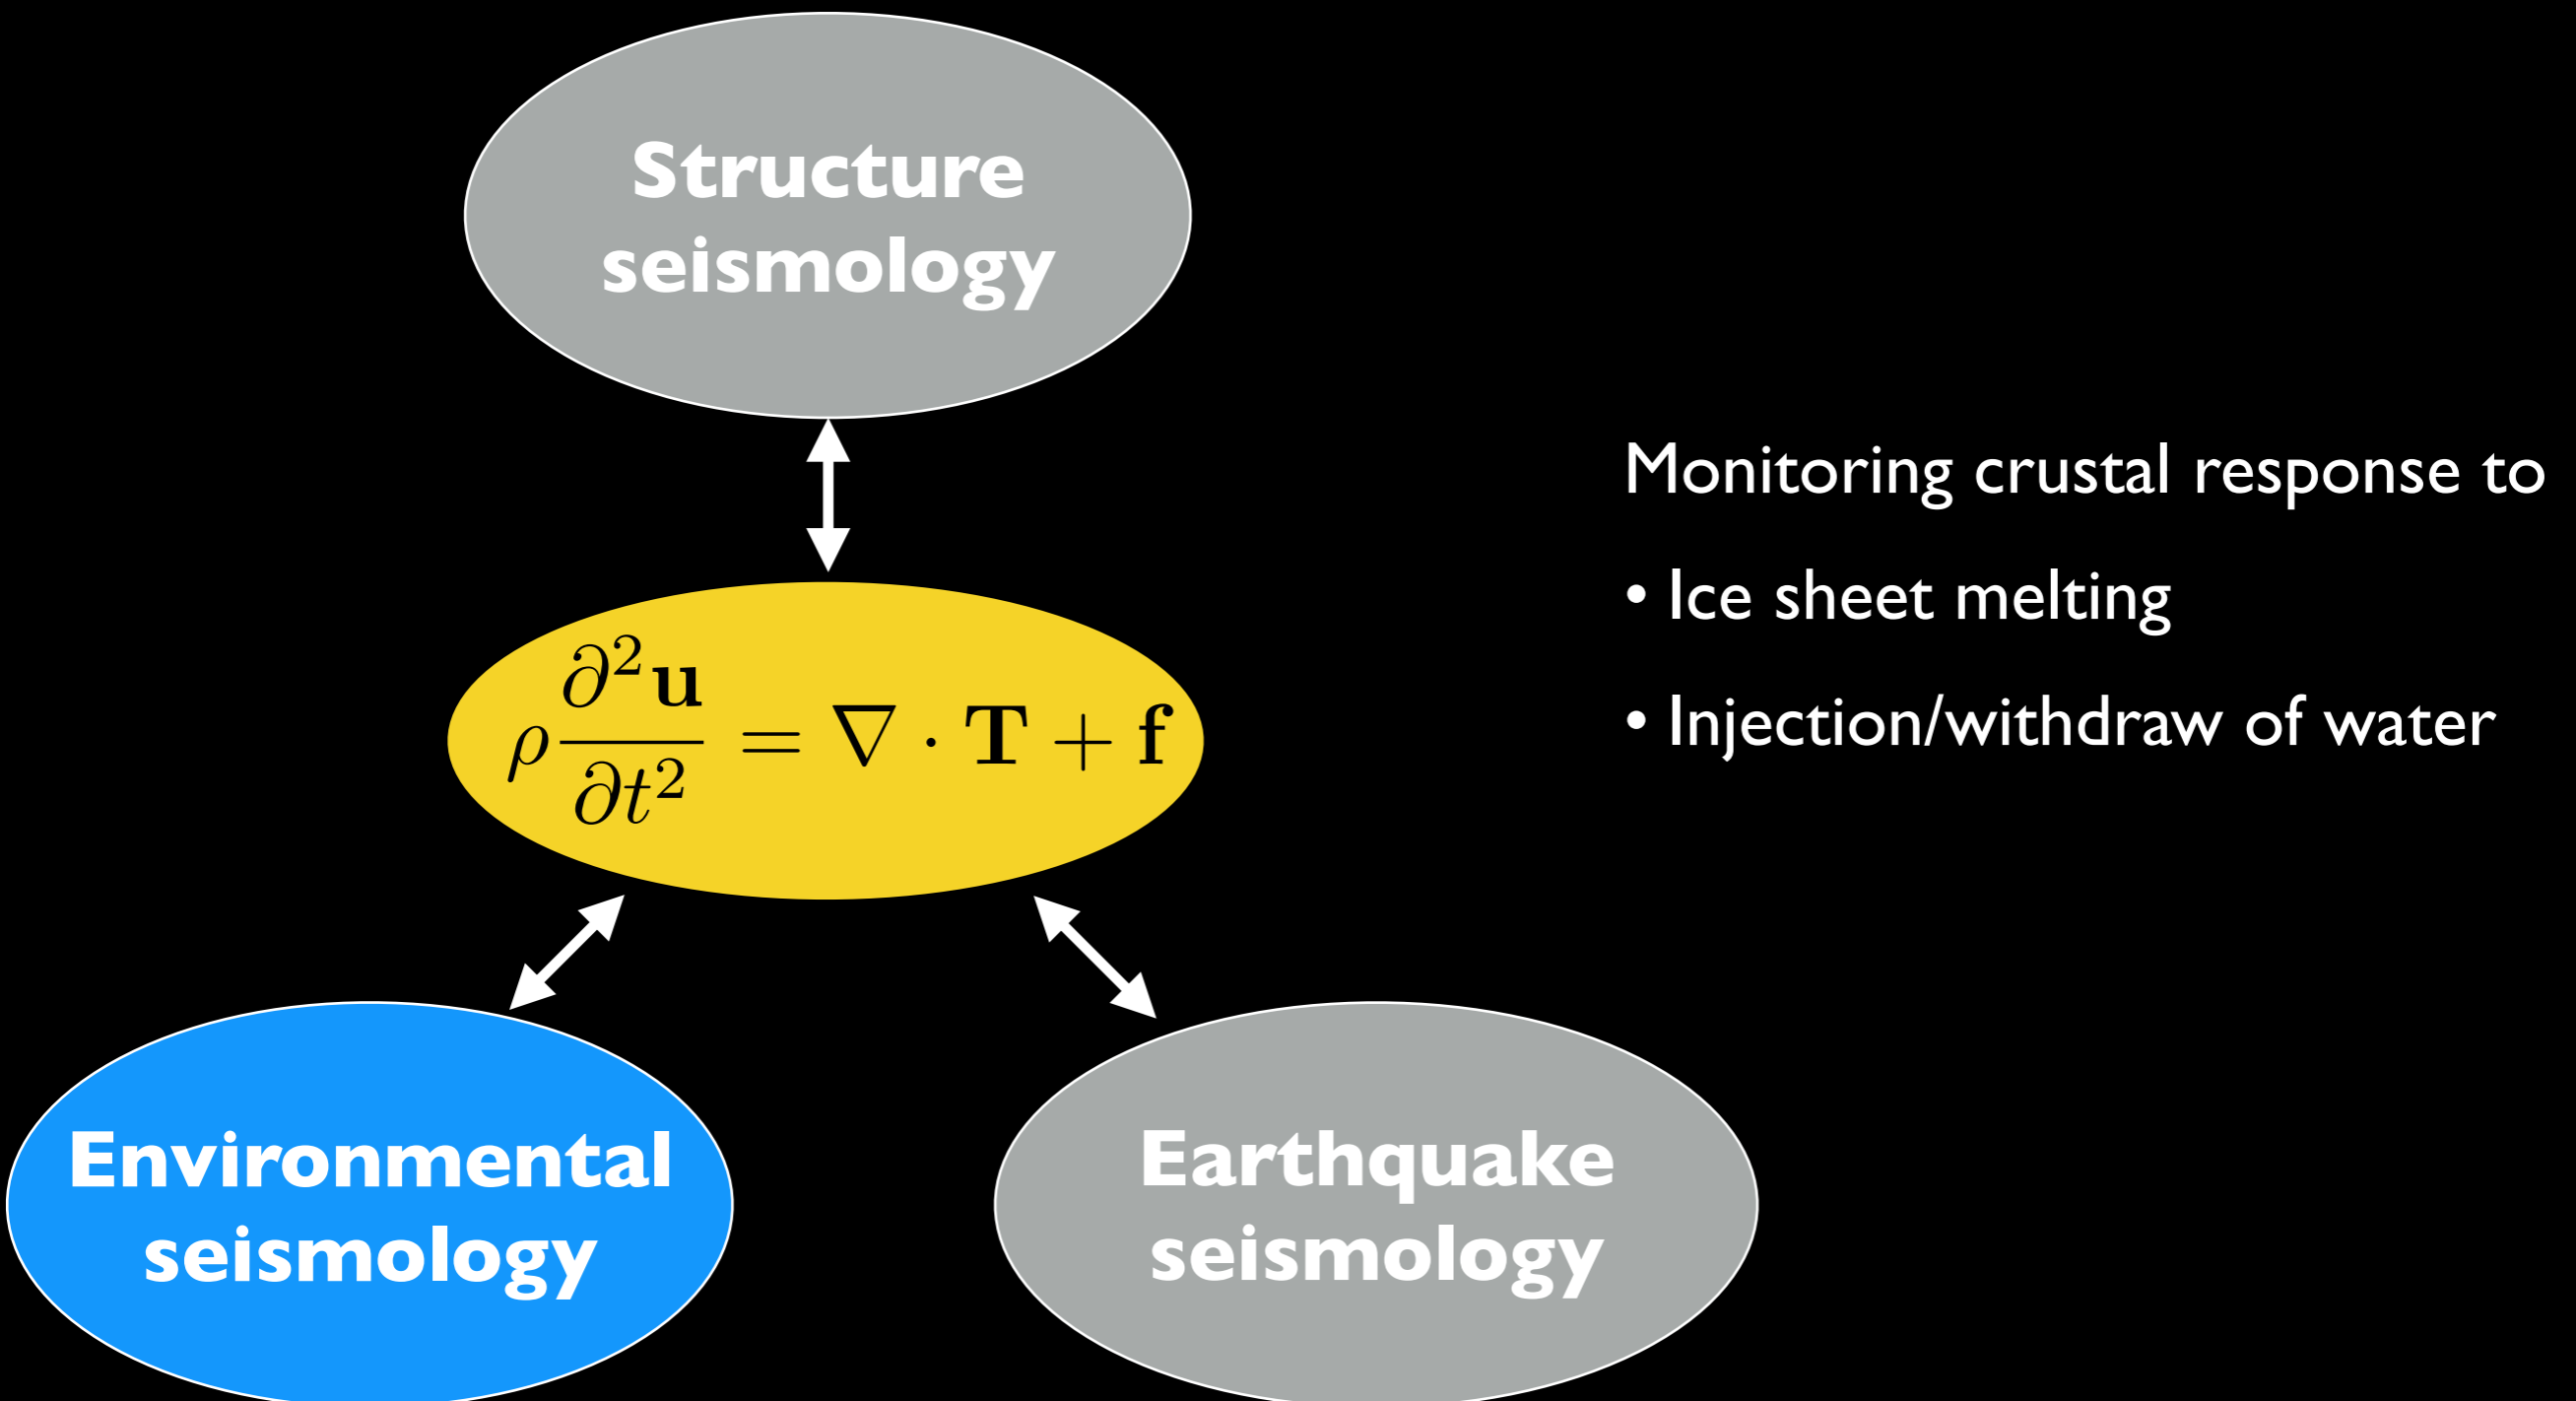 Structure
seismology
Monitoring crustal response to
• Ice sheet melting
ρ ∂²u/∂t² = ∇ · T + f
• Injection/withdraw of water
Environmental
seismology
Earthquake
seismology